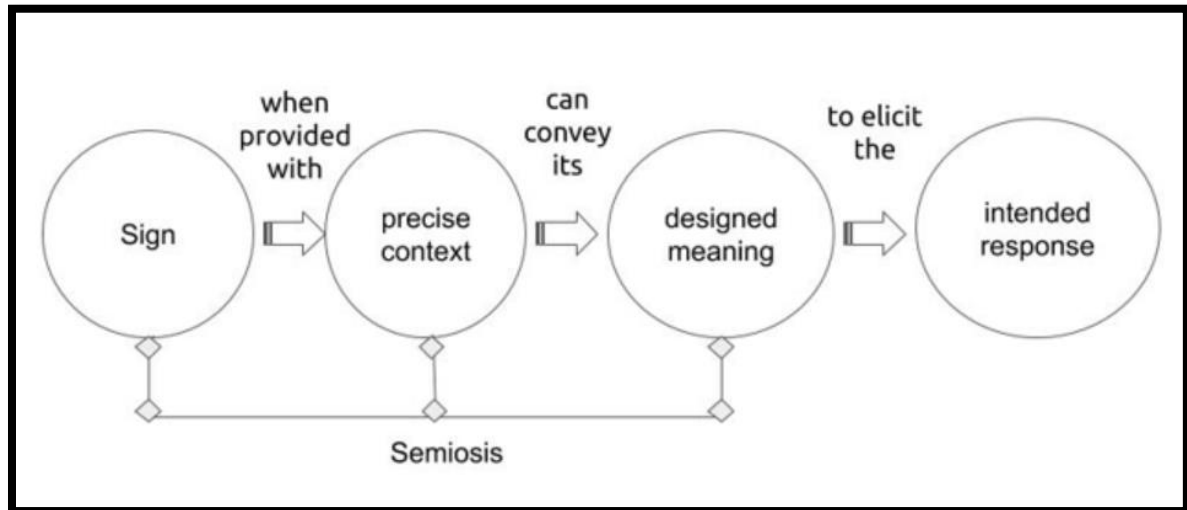 when
provided
with
can
convey
its
to elicit
the
Sign
precise
context
designed
meaning
intended
response
Semiosis